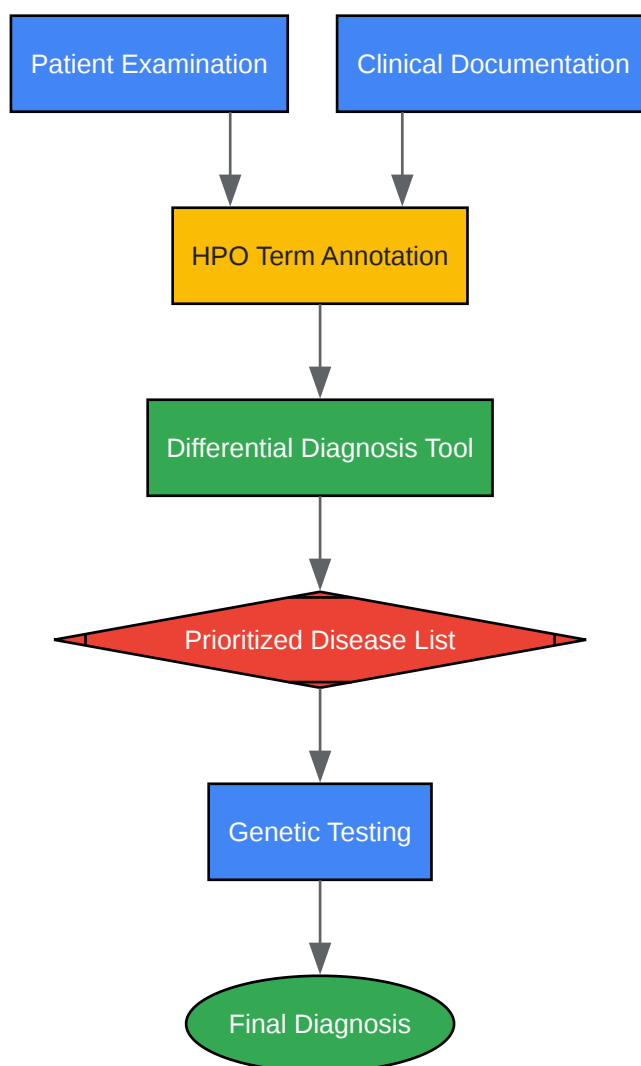 Patient Examination
Clinical Documentation
HPO Term Annotation
Differential Diagnosis Tool
Prioritized Disease List
Genetic Testing
Final Diagnosis